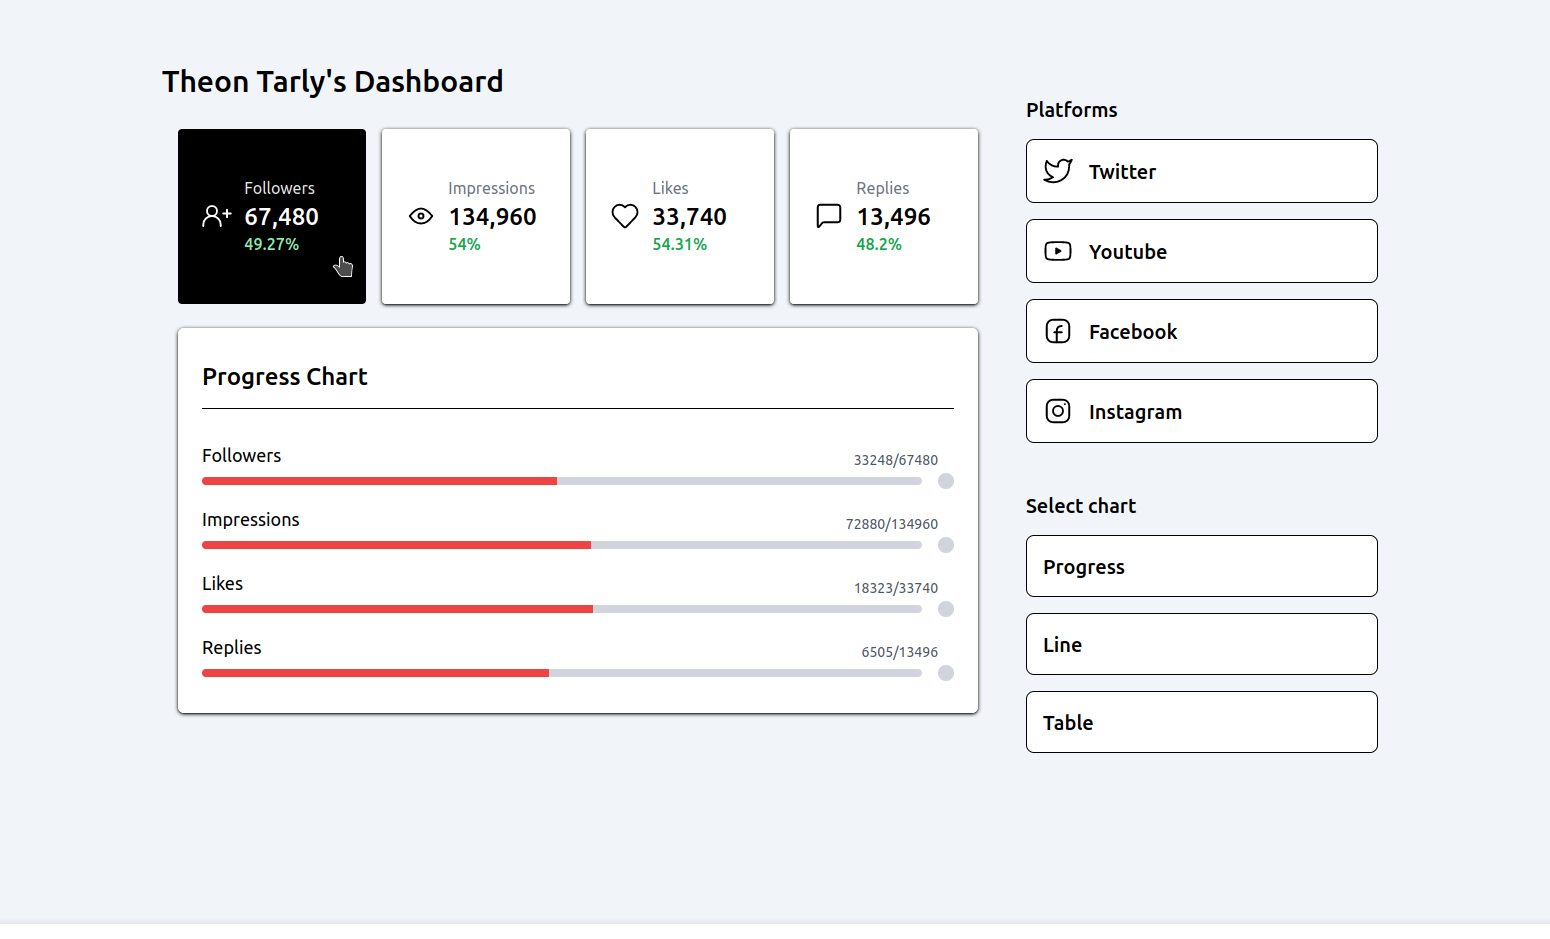 Theon Tarly's Dashboard
Followers
67,480
49.27%
Impressions
134,960
54%
Likes
33,740
54.31%
Replies
13,496
48.2%
Progress Chart
Followers
33248/67480
Impressions
72880/134960
Likes
18323/33740
Replies
6505/13496
Platforms
Twitter
Youtube
Facebook
Instagram
Select chart
Progress
Line
Table